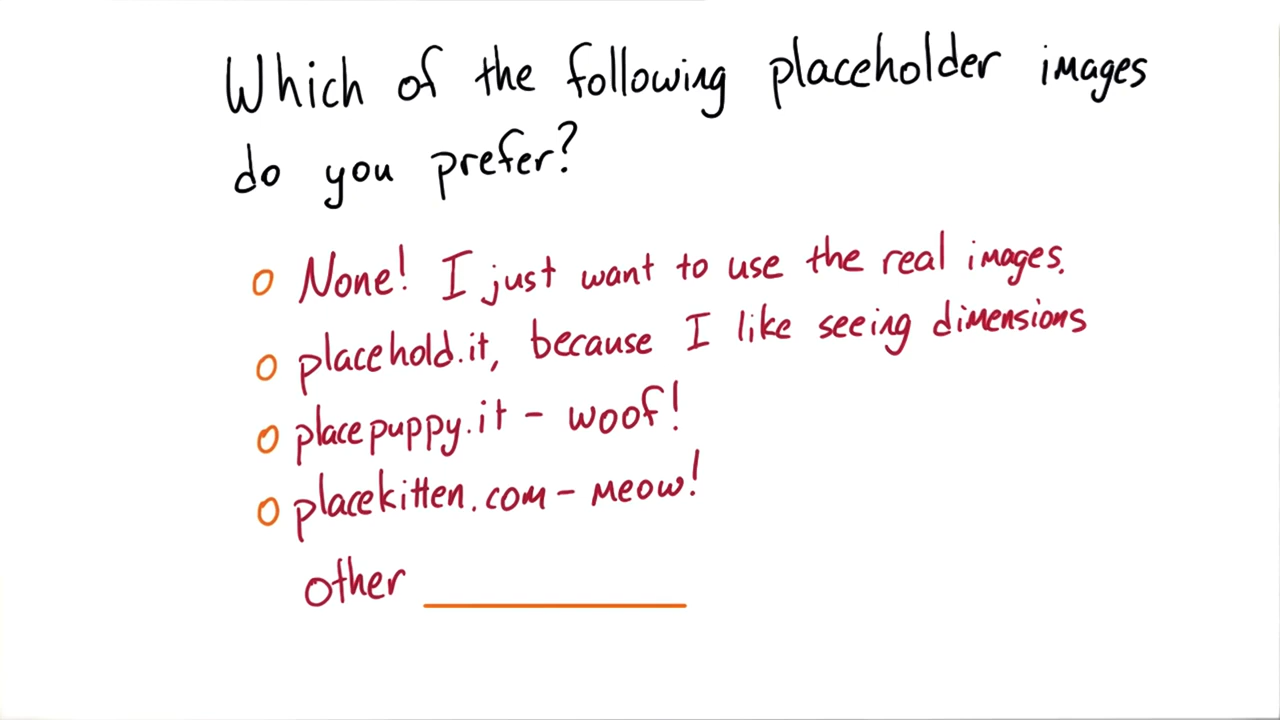 Which of the following placeholder images
do you prefer?
None! I just want to use the real images.
placehold.it, because I like seeing dimensions
placepuppy.it - woof!
placekitten.com - meow!
other